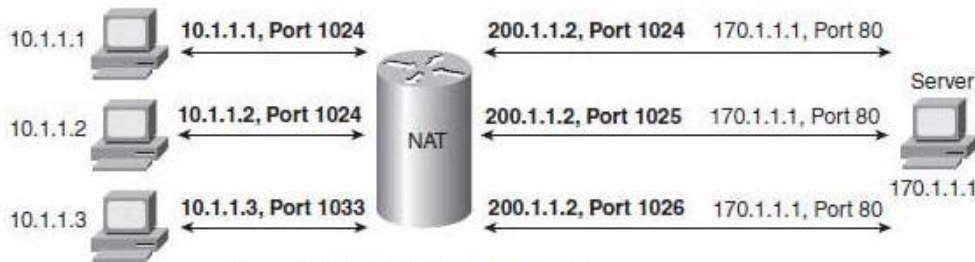 10.1.1.1 10.1.1.1, Port 1024 200.1.1.2, Port 1024 170.1.1.1, Port 80
Server
10.1.1.2 10.1.1.2, Port 1024 NAT 200.1.1.2, Port 1025 170.1.1.1, Port 80
170.1.1.1
10.1.1.3 10.1.1.3, Port 1033 200.1.1.2, Port 1026 170.1.1.1, Port 80